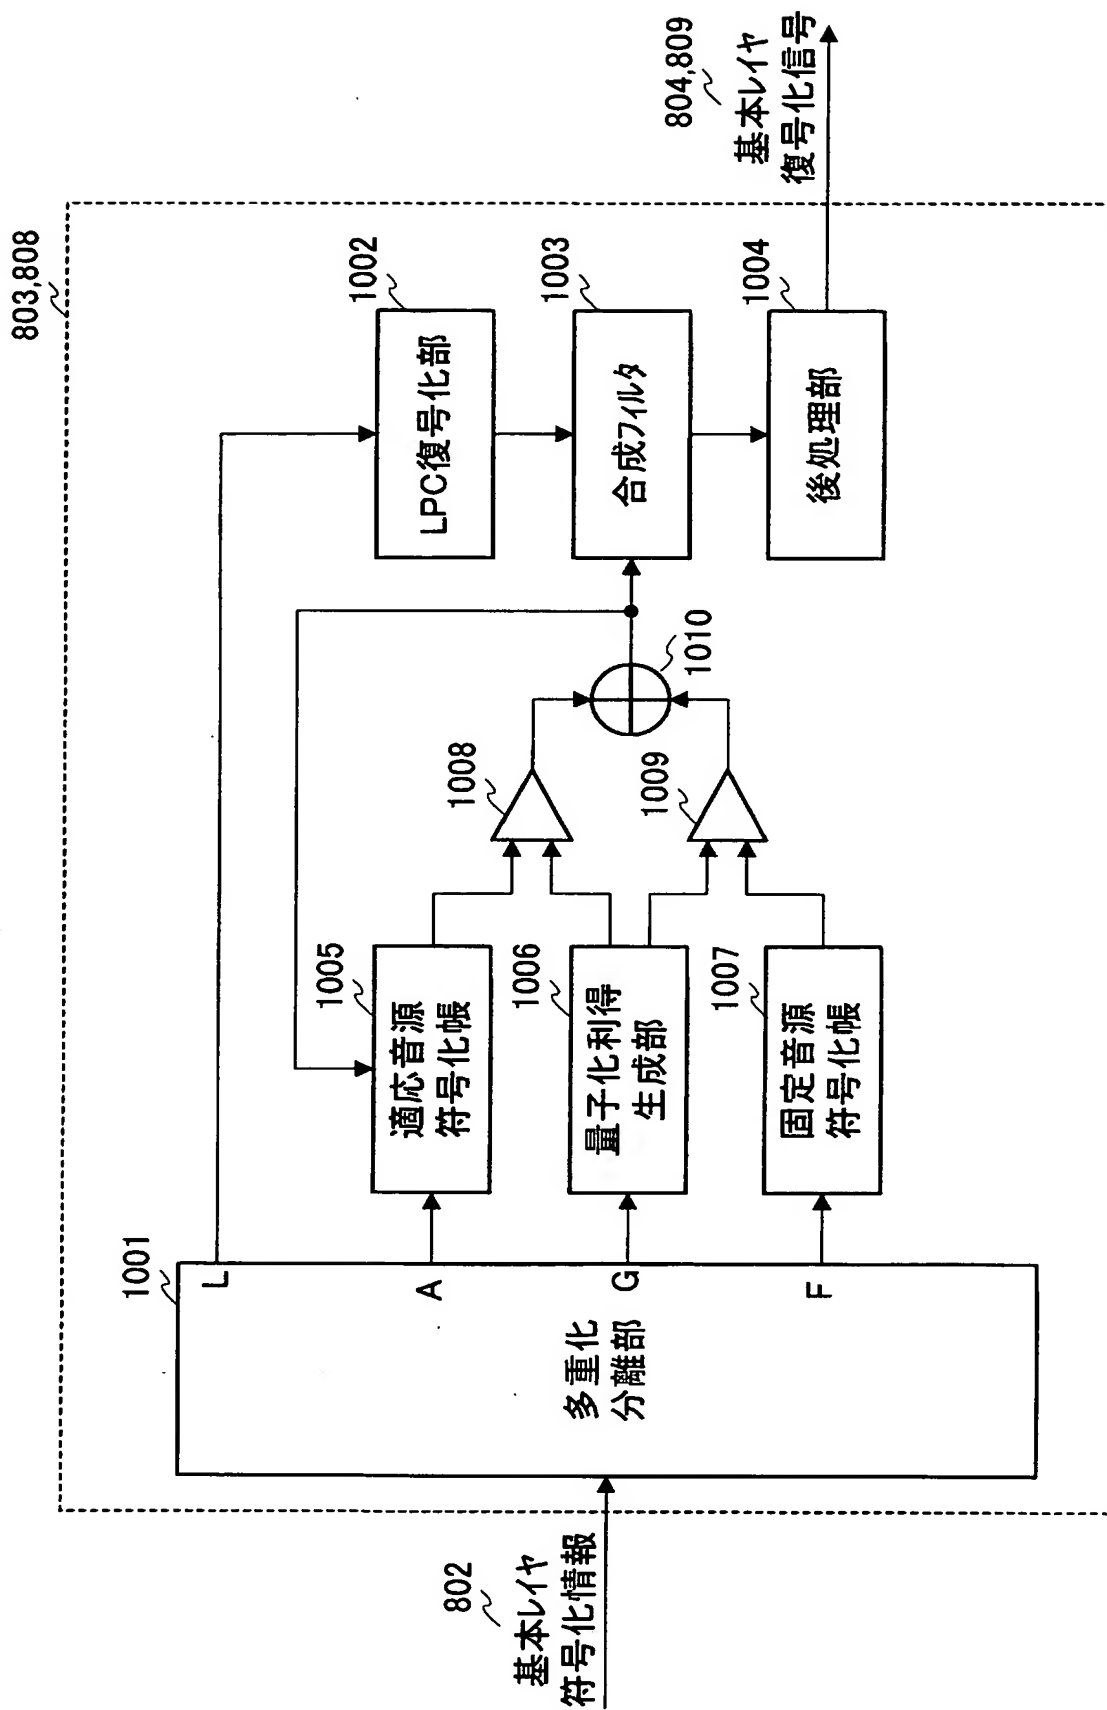 803,808
802
基本レイヤ
符号化情報
1001
多重化
分離部
L
A
G
F
1005
適応音源
符号化帳
1006
量子化利得
生成部
1007
固定音源
符号化帳
1008
1009
1010
1002
LPC復号化部
1003
合成フィルタ
1004
後処理部
804,809
基本レイヤ
復号化信号